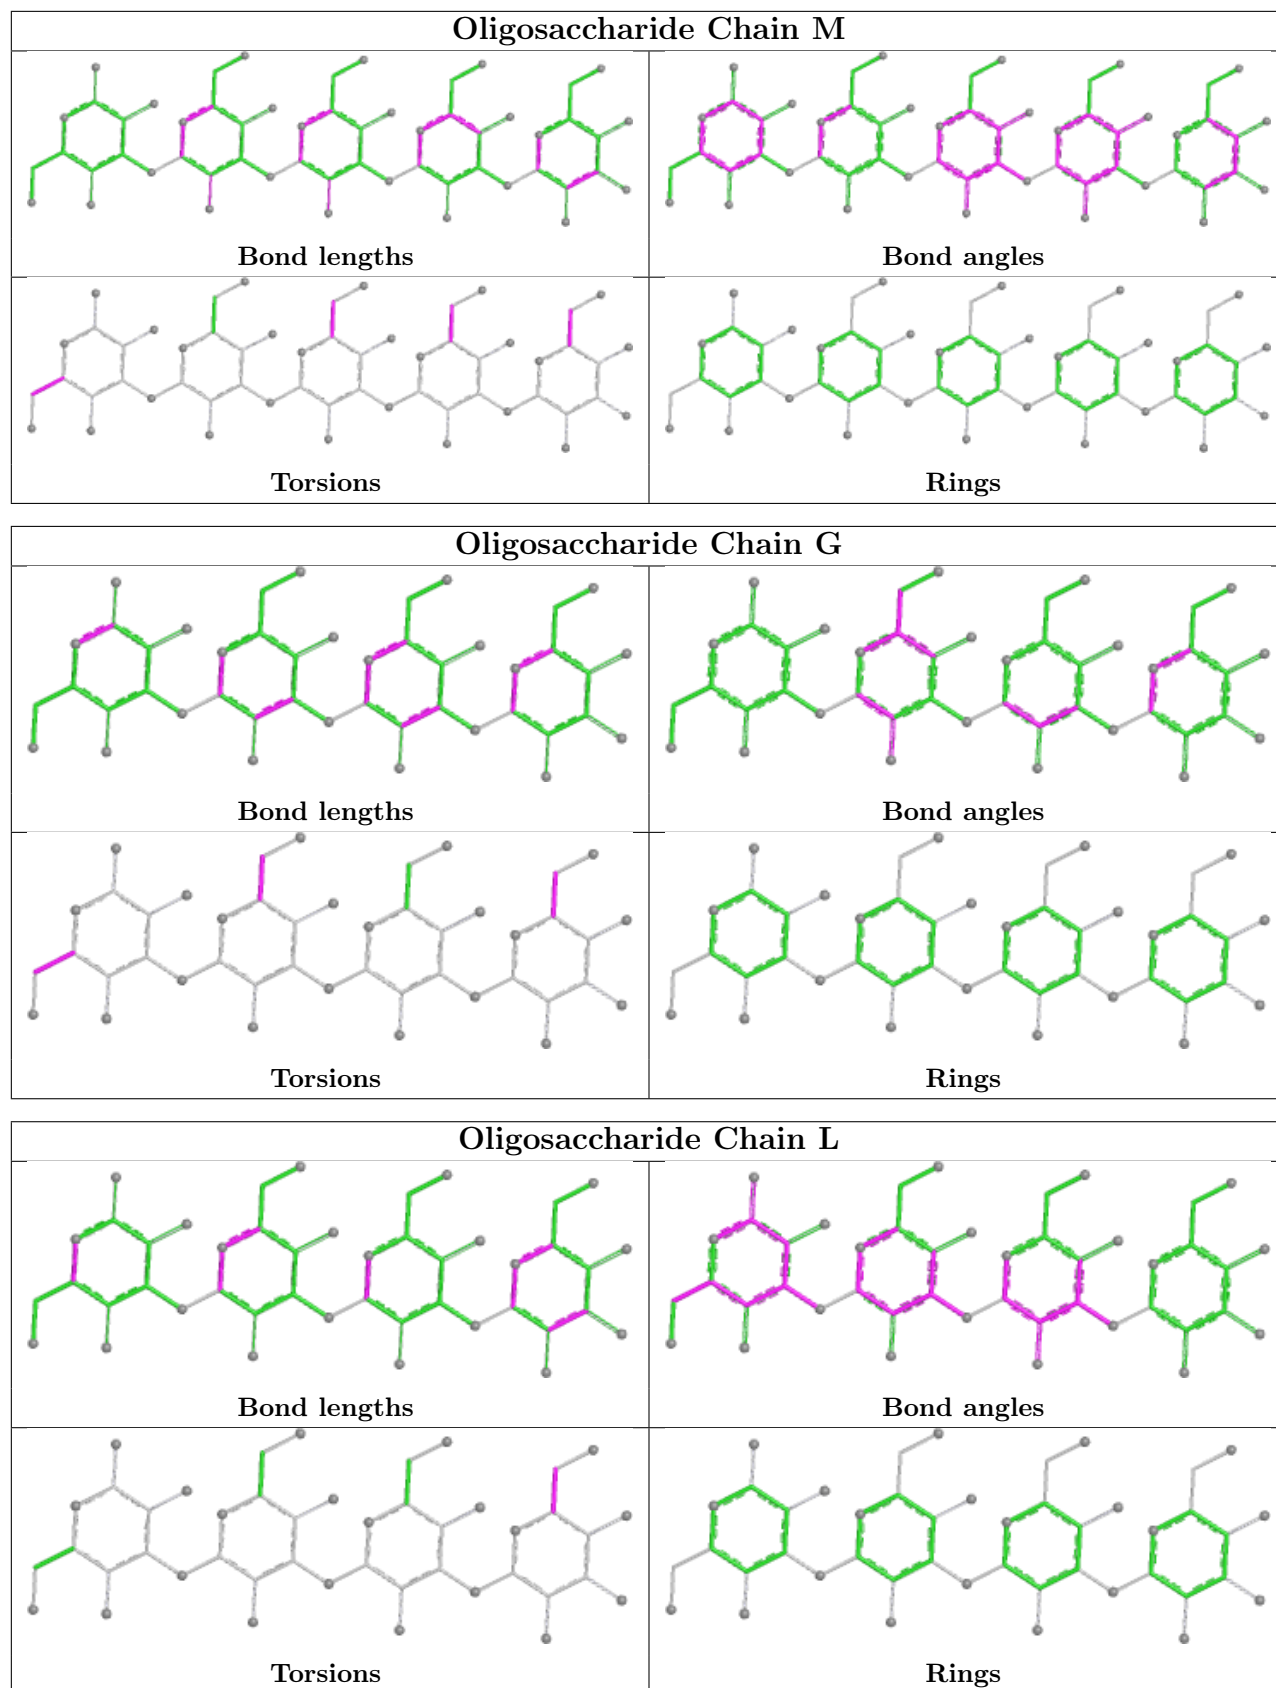 Oligosaccharide Chain M
Bond lengths
Bond angles
Torsions
Rings
Oligosaccharide Chain G
Bond lengths
Bond angles
Torsions
Rings
Oligosaccharide Chain L
Bond lengths
Bond angles
Torsions
Rings